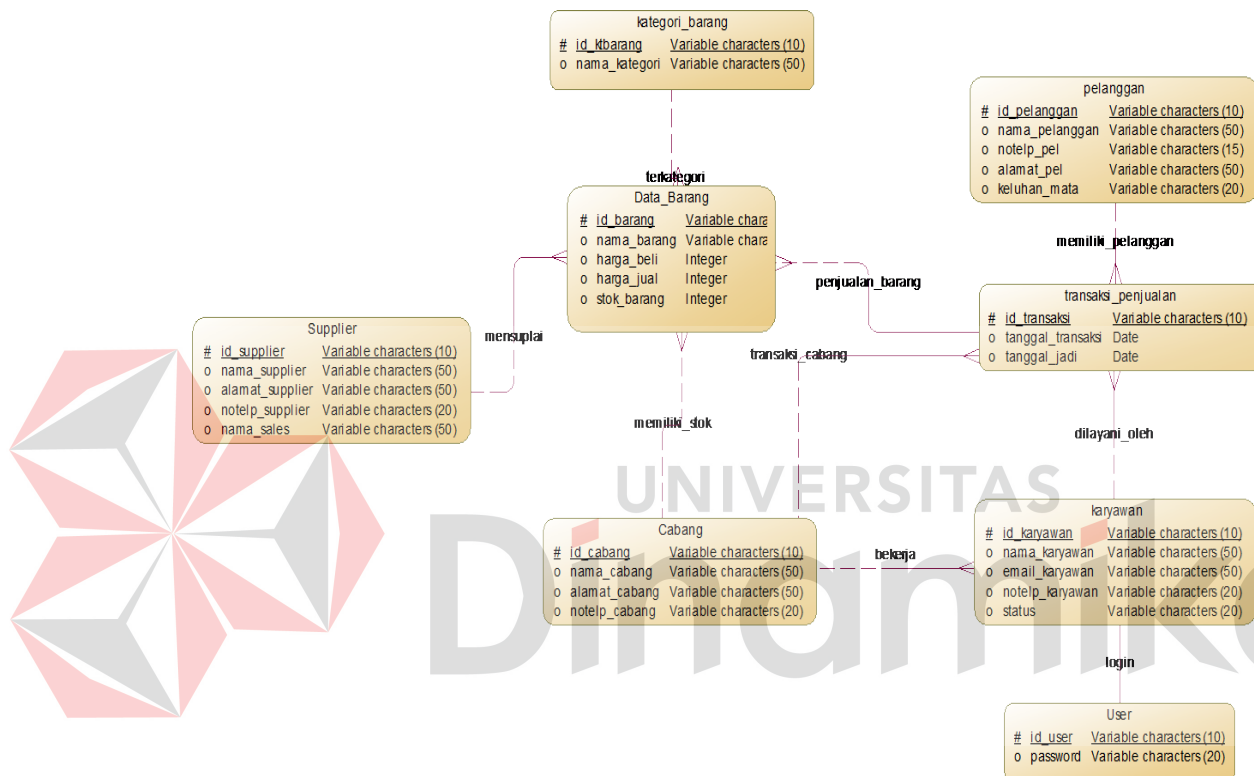 kategori_barang
# id_ktbarang Variable characters (10)
o nama_kategori Variable characters (50)
pelanggan
# id_pelanggan Variable characters (10)
o nama_pelanggan Variable characters (50)
o notelp_pel Variable characters (15)
o alamat_pel Variable characters (50)
o keluhan_mata Variable characters (20)
terkategori
Data_Barang
# id_barang Variable chara
o nama_barang Variable chara
o harga_beli Integer
o harga_jual Integer
o stok_barang Integer
memiliki_pelanggan
penjualan_barang
transaksi_penjualan
# id_transaksi Variable characters (10)
o tanggal_transaksi Date
o tanggal_jadi Date
Supplier
# id_supplier Variable characters (10)
o nama_supplier Variable characters (50)
o alamat_supplier Variable characters (50)
o notelp_supplier Variable characters (20)
o nama_sales Variable characters (50)
mensuplai
transaksi_cabang
memiliki_stok
dilayani_oleh
UNIVERSITAS
Dinamika
Cabang
# id_cabang Variable characters (10)
o nama_cabang Variable characters (50)
o alamat_cabang Variable characters (50)
o notelp_cabang Variable characters (20)
bekerja
karyawan
# id_karyawan Variable characters (10)
o nama_karyawan Variable characters (50)
o email_karyawan Variable characters (50)
o notelp_karyawan Variable characters (20)
o status Variable characters (20)
login
User
# id_user Variable characters (10)
o password Variable characters (20)